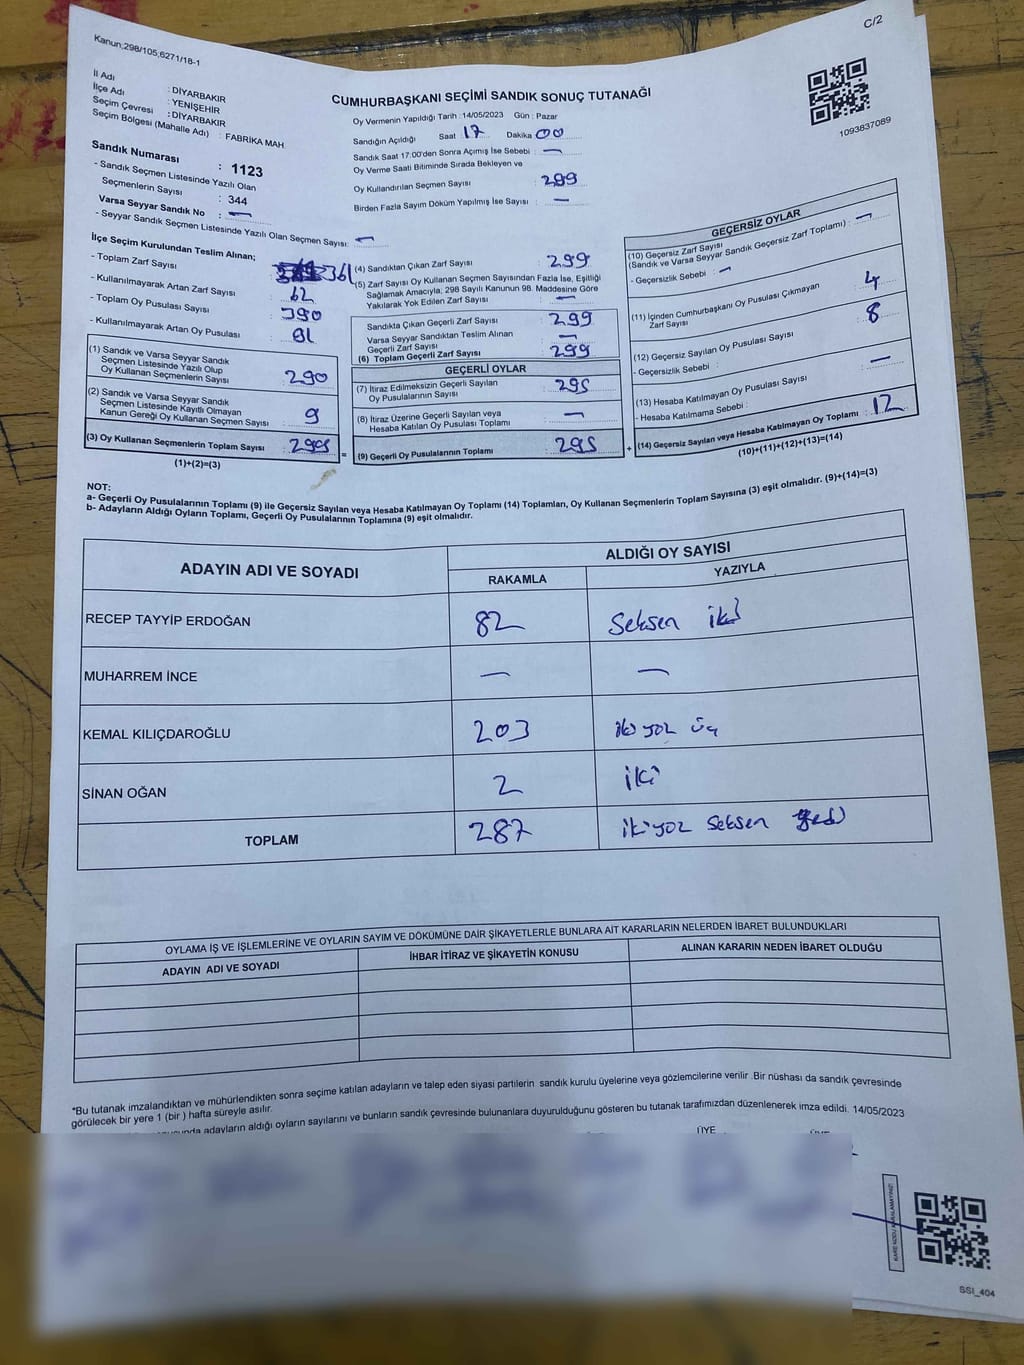 Kanun;298/105;6271/18-1
C/2
İl Adı : DİYARBAKIR
İlçe Adı : YENİŞEHİR
Seçim Çevresi : DİYARBAKIR
Seçim Bölgesi (Mahalle Adı) : FABRİKA MAH.
CUMHURBAŞKANI SEÇİMİ SANDIK SONUÇ TUTANAĞI
Oy Vermenin Yapıldığı Tarih :14/05/2023 Gün : Pazar
Sandığın Açıldığı Saat 17 Dakika 00
Sandık Saat 17:00'den Sonra Açımış İse Sebebi : —
Oy Verme Saati Bitiminde Sırada Bekleyen ve
Oy Kullandırılan Seçmen Sayısı : 299
Birden Fazla Sayım Döküm Yapılmış İse Sayısı : —
1093837089
Sandık Numarası : 1123
- Sandık Seçmen Listesinde Yazılı Olan
Seçmenlerin Sayısı : 344
Varsa Seyyar Sandık No : —
- Seyyar Sandık Seçmen Listesinde Yazılı Olan Seçmen Sayısı: —
İlçe Seçim Kurulundan Teslim Alınan;
- Toplam Zarf Sayısı 361
- Kullanılmayarak Artan Zarf Sayısı : 62
- Toplam Oy Pusulası Sayısı : 390
- Kullanılmayarak Artan Oy Pusulası : 91
(1) Sandık ve Varsa Seyyar Sandık
Seçmen Listesinde Yazılı Olup
Oy Kullanan Seçmenlerin Sayısı : 290
(2) Sandık ve Varsa Seyyar Sandık
Seçmen Listesinde Kayıtlı Olmayan
Kanun Gereği Oy Kullanan Seçmen Sayısı : 9
(3) Oy Kullanan Seçmenlerin Toplam Sayısı :
(1)+(2)=(3)
(4) Sandıktan Çıkan Zarf Sayısı : 299
(5) Zarf Sayısı Oy Kullanan Seçmen Sayısından Fazla İse, Eşitliği
Sağlamak Amacıyla, 298 Sayılı Kanunun 98. Maddesine Göre
Yakılarak Yok Edilen Zarf Sayısı : —
Sandıkta Çıkan Geçerli Zarf Sayısı : 299
Varsa Seyyar Sandıktan Teslim Alınan
Geçerli Zarf Sayısı : —
(6) Toplam Geçerli Zarf Sayısı : 299
GEÇERLİ OYLAR
(7) İtiraz Edilmeksizin Geçerli Sayılan
Oy Pusulalarının Sayısı : 295
(8) İtiraz Üzerine Geçerli Sayılan veya
Hesaba Katılan Oy Pusulası Toplamı : —
= (9) Geçerli Oy Pusulalarının Toplamı : 295 +
GEÇERSİZ OYLAR
(10) Geçersiz Zarf Sayısı
(Sandık ve Varsa Seyyar Sandık Geçersiz Zarf Toplamı) : —
- Geçersizlik Sebebi : —
(11) İçinden Cumhurbaşkanı Oy Pusulası Çıkmayan
Zarf Sayısı : 4
(12) Geçersiz Sayılan Oy Pusulası Sayısı : 8
- Geçersizlik Sebebi :
(13) Hesaba Katılmayan Oy Pusulası Sayısı : —
- Hesaba Katılmama Sebebi :
(14) Geçersiz Sayılan veya Hesaba Katılmayan Oy Toplamı : 12
(10)+(11)+(12)+(13)=(14)
NOT:
a- Geçerli Oy Pusulalarının Toplamı (9) ile Geçersiz Sayılan veya Hesaba Katılmayan Oy Toplamı (14) Toplamları, Oy Kullanan Seçmenlerin Toplam Sayısına (3) eşit olmalıdır. (9)+(14)=(3)
b- Adayların Aldığı Oyların Toplamı, Geçerli Oy Pusulalarının Toplamına (9) eşit olmalıdır.
ADAYIN ADI VE SOYADI
ALDIĞI OY SAYISI
RAKAMLA YAZIYLA
RECEP TAYYİP ERDOĞAN 82 Seksen iki
MUHARREM İNCE — —
KEMAL KILIÇDAROĞLU 203 iki yüz üç
SİNAN OĞAN 2 iki
TOPLAM 287 ikiyüz Seksen yedi
OYLAMA İŞ VE İŞLEMLERİNE VE OYLARIN SAYIM VE DÖKÜMÜNE DAİR ŞİKAYETLERLE BUNLARA AİT KARARLARIN NELERDEN İBARET BULUNDUKLARI
ADAYIN ADI VE SOYADI İHBAR İTİRAZ VE ŞİKAYETİN KONUSU ALINAN KARARIN NEDEN İBARET OLDUĞU
*Bu tutanak imzalandıktan ve mühürlendikten sonra seçime katılan adayların ve talep eden siyasi partilerin sandık kurulu üyelerine veya gözlemcilerine verilir .Bir nüshası da sandık çevresinde
görülecek bir yere 1 (bir ) hafta süreyle asılır.
adayların aldığı oyların sayılarını ve bunların sandık çevresinde bulunanlara duyurulduğunu gösteren bu tutanak tarafımızdan düzenlenerek imza edildi. 14/05/2023
ÜYE
KARE KODU KARALAMAYINIZ!
SSI_404